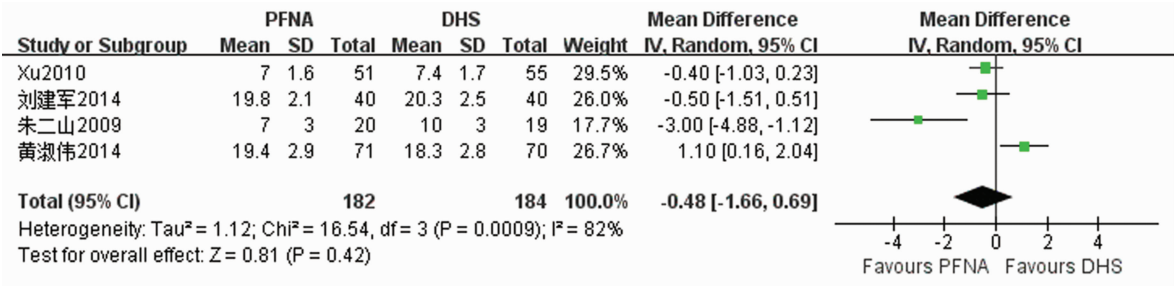 PFNA DHS Mean Difference Mean Difference
Study or Subgroup Mean SD Total Mean SD Total Weight IV, Random, 95% CI IV, Random, 95% CI
Xu2010 7 1.6 51 7.4 1.7 55 29.5% -0.40 [-1.03, 0.23]
刘建军2014 19.8 2.1 40 20.3 2.5 40 26.0% -0.50 [-1.51, 0.51]
朱二山2009 7 3 20 10 3 19 17.7% -3.00 [-4.88, -1.12]
黄淑伟2014 19.4 2.9 71 18.3 2.8 70 26.7% 1.10 [0.16, 2.04]
Total (95% CI) 182 184 100.0% -0.48 [-1.66, 0.69]
Heterogeneity: Tau² = 1.12; Chi² = 16.54, df = 3 (P = 0.0009); I² = 82%
Test for overall effect: Z = 0.81 (P = 0.42)
-4 -2 0 2 4
Favours PFNA Favours DHS